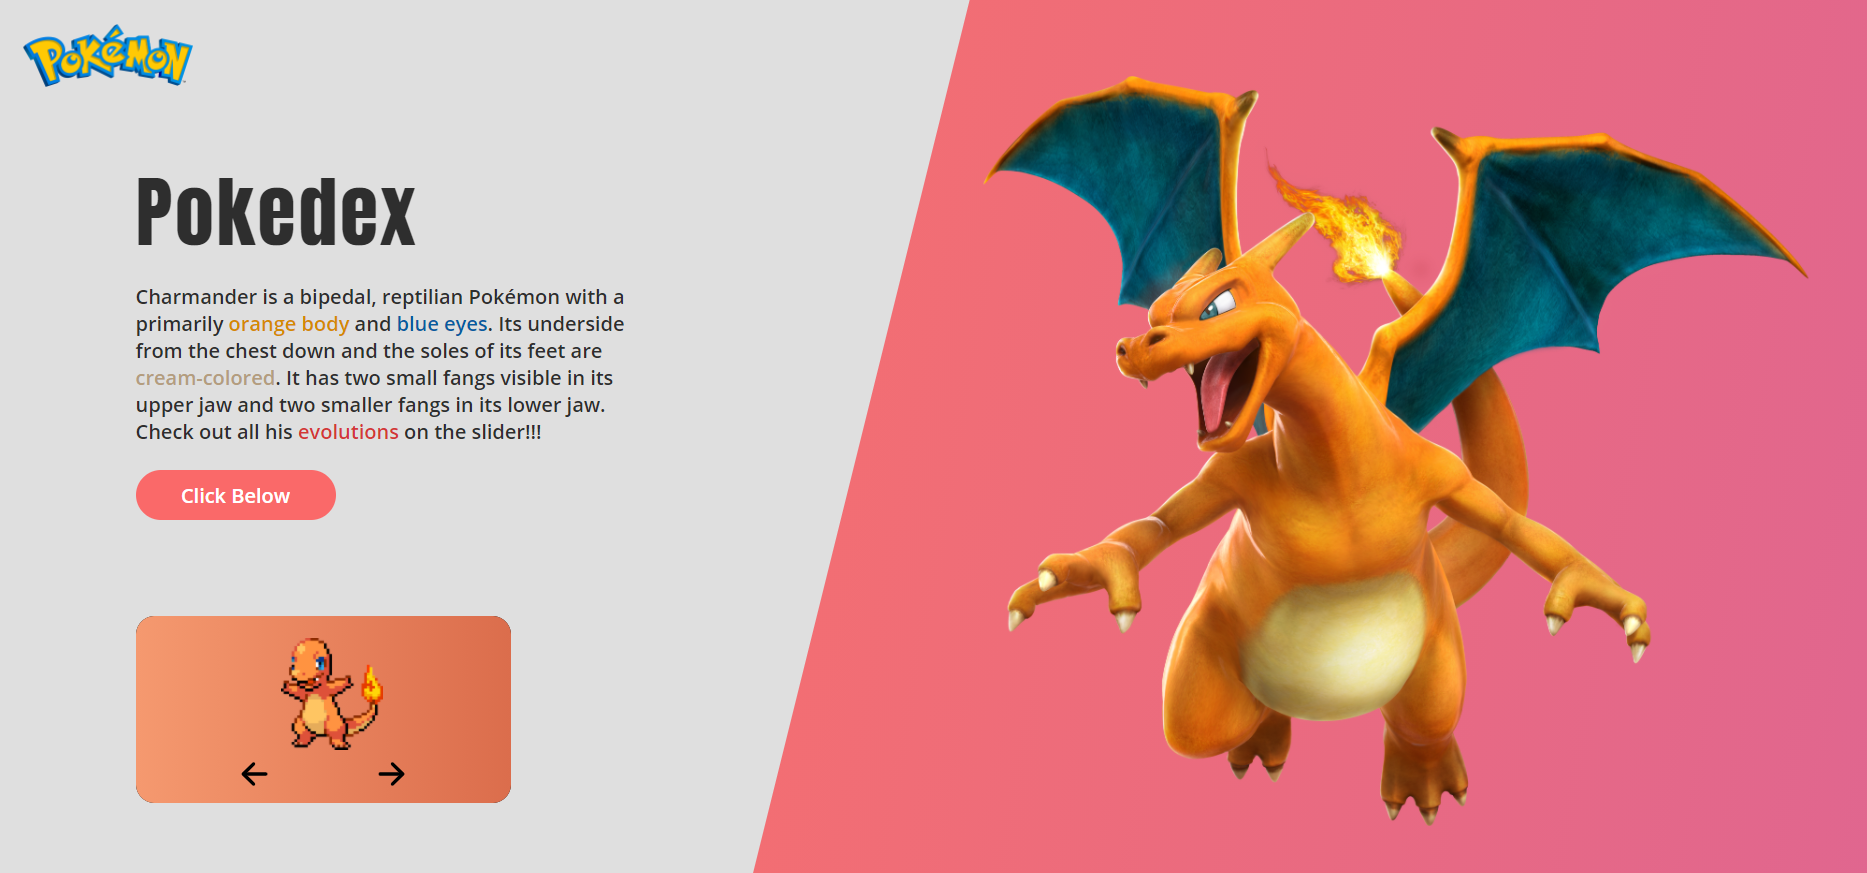 POKéMON
Pokedex
Charmander is a bipedal, reptilian Pokémon with a
primarily orange body and blue eyes. Its underside
from the chest down and the soles of its feet are
cream-colored. It has two small fangs visible in its
upper jaw and two smaller fangs in its lower jaw.
Check out all his evolutions on the slider!!!
Click Below